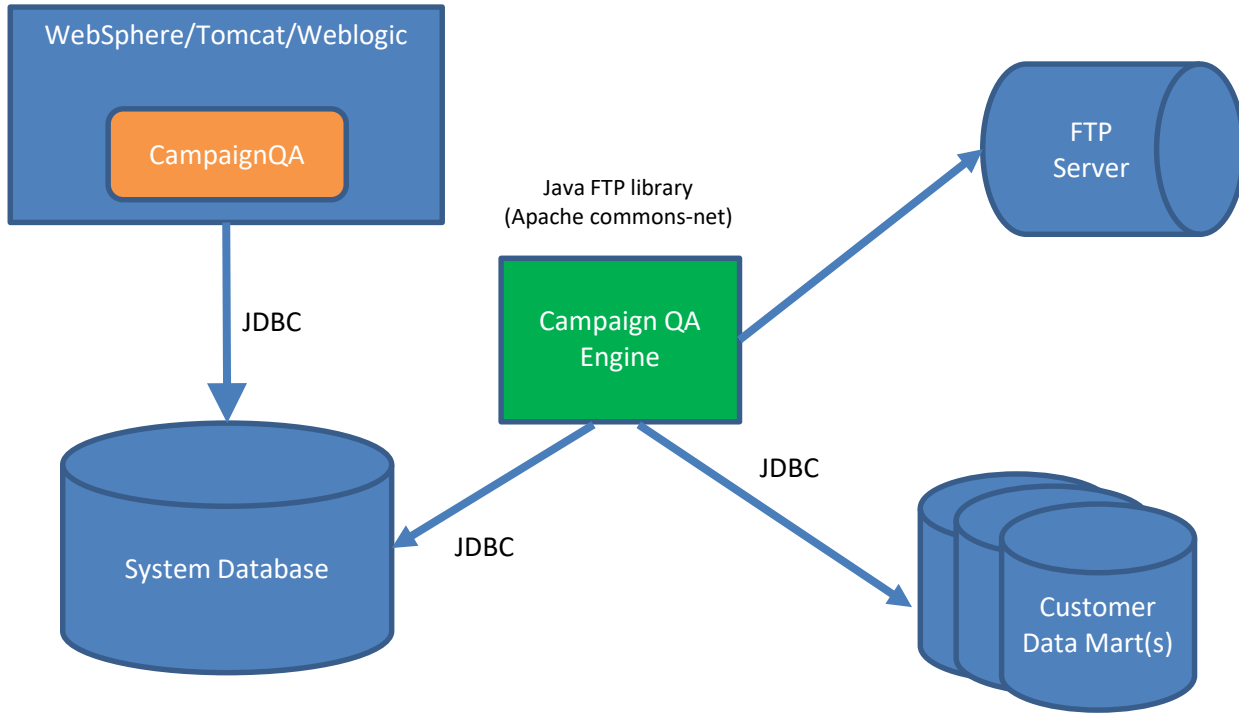 WebSphere/Tomcat/Weblogic
CampaignQA
FTP
Server
Java FTP library
(Apache commons-net)
Campaign QA
Engine
JDBC
JDBC
JDBC
System Database
Customer
Data Mart(s)